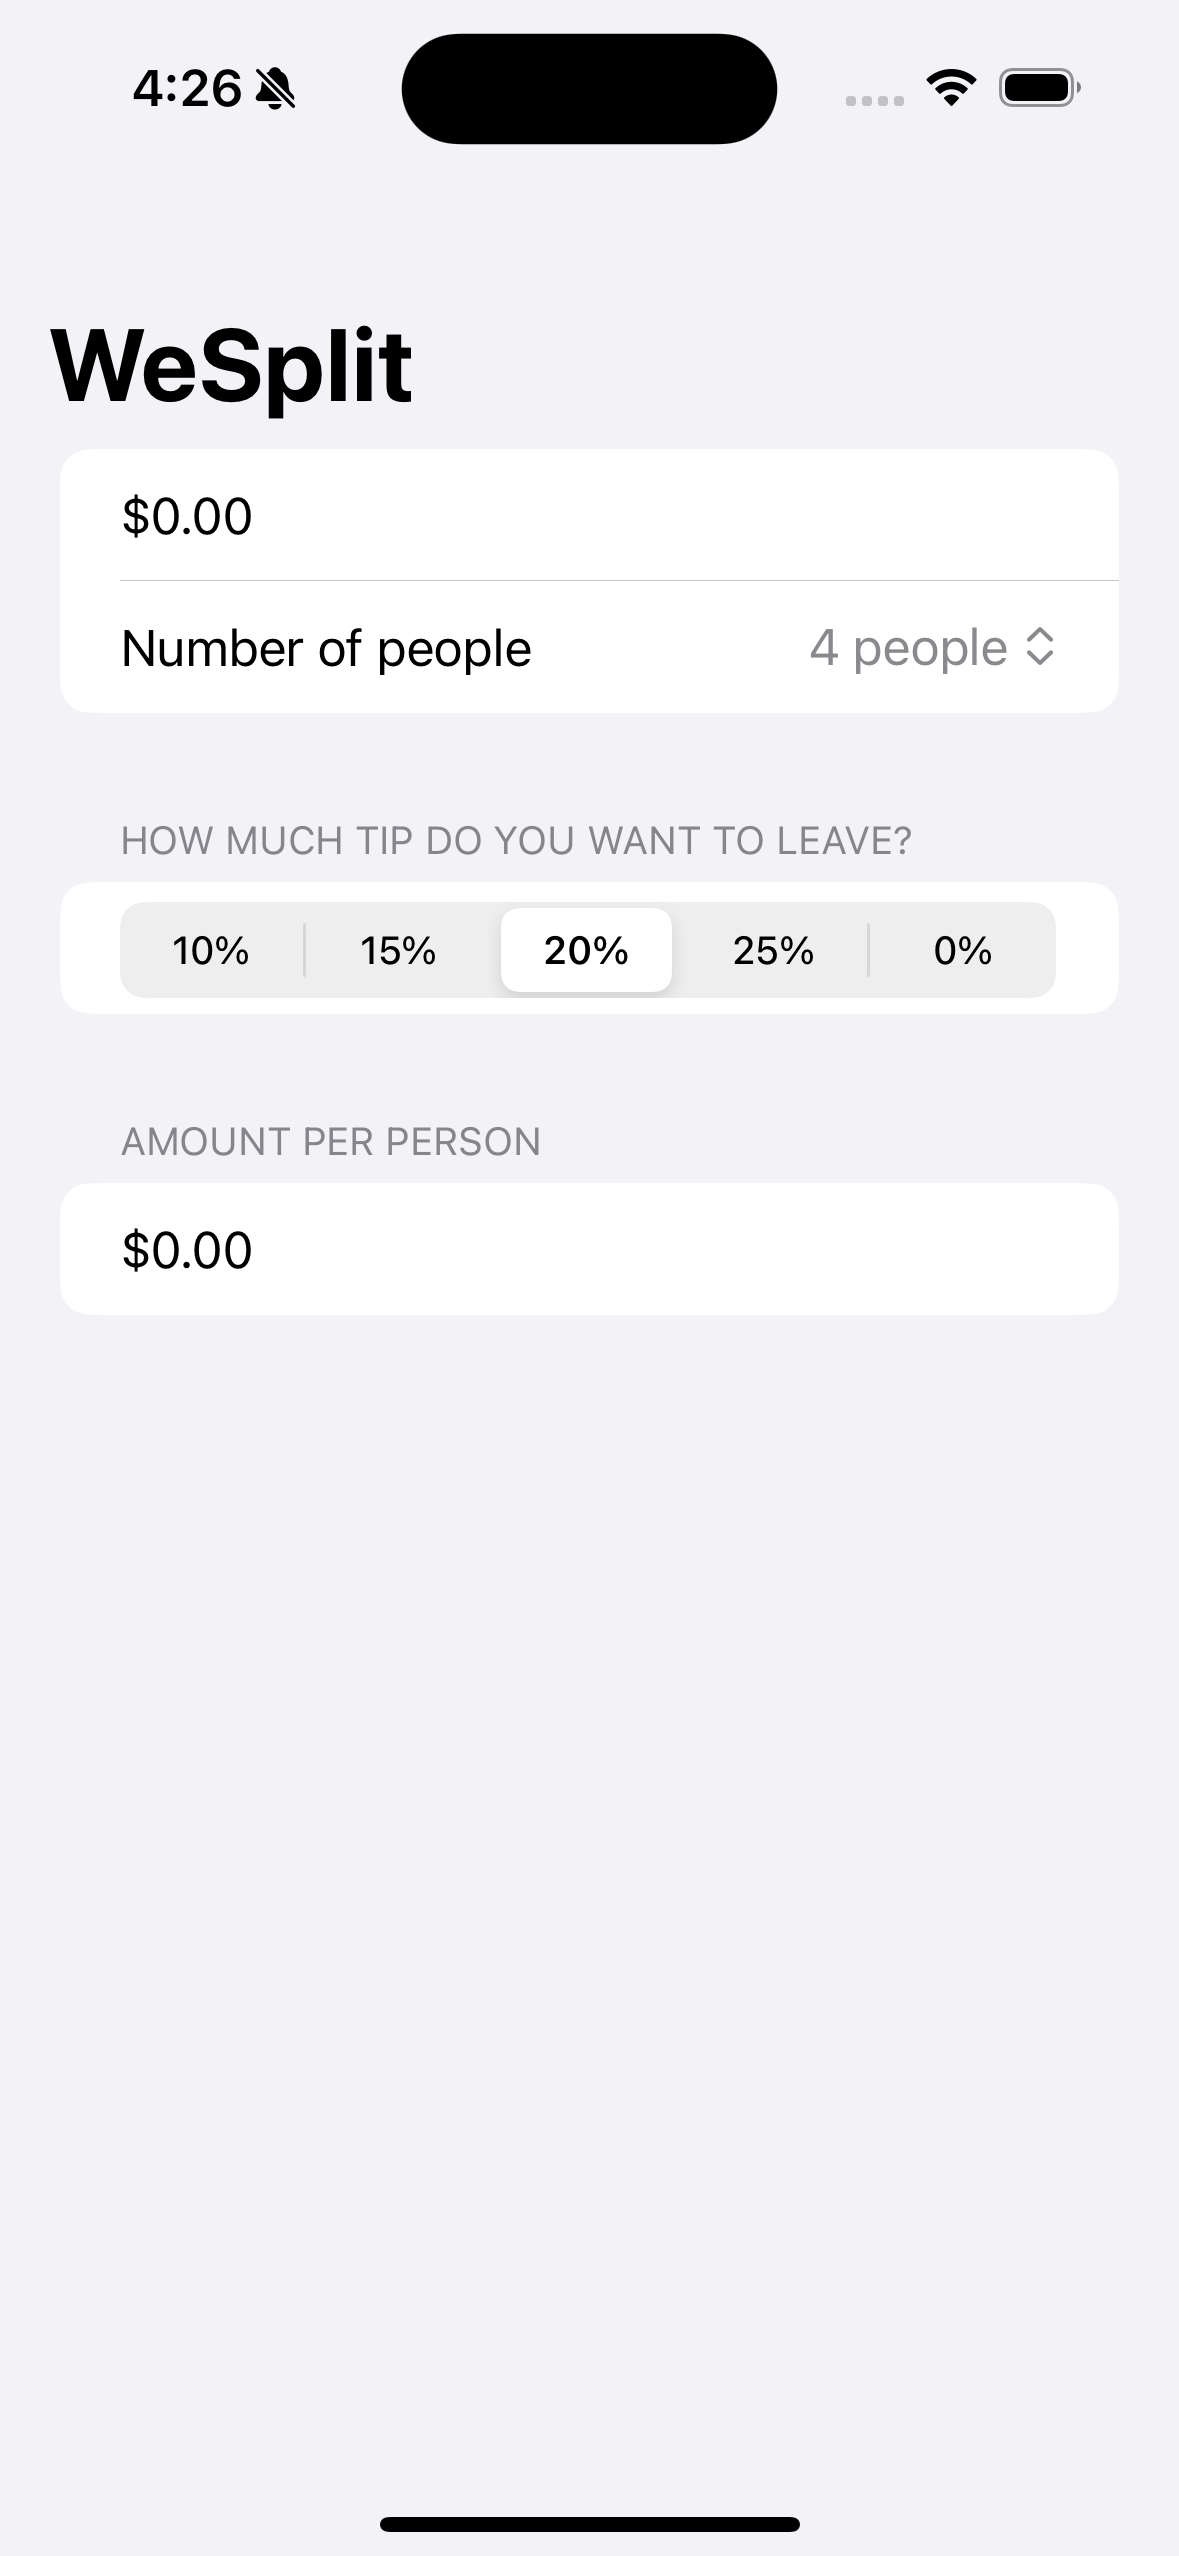 4:26
WeSplit
$0.00
Number of people 4 people
HOW MUCH TIP DO YOU WANT TO LEAVE?
10% 15% 20% 25% 0%
AMOUNT PER PERSON
$0.00